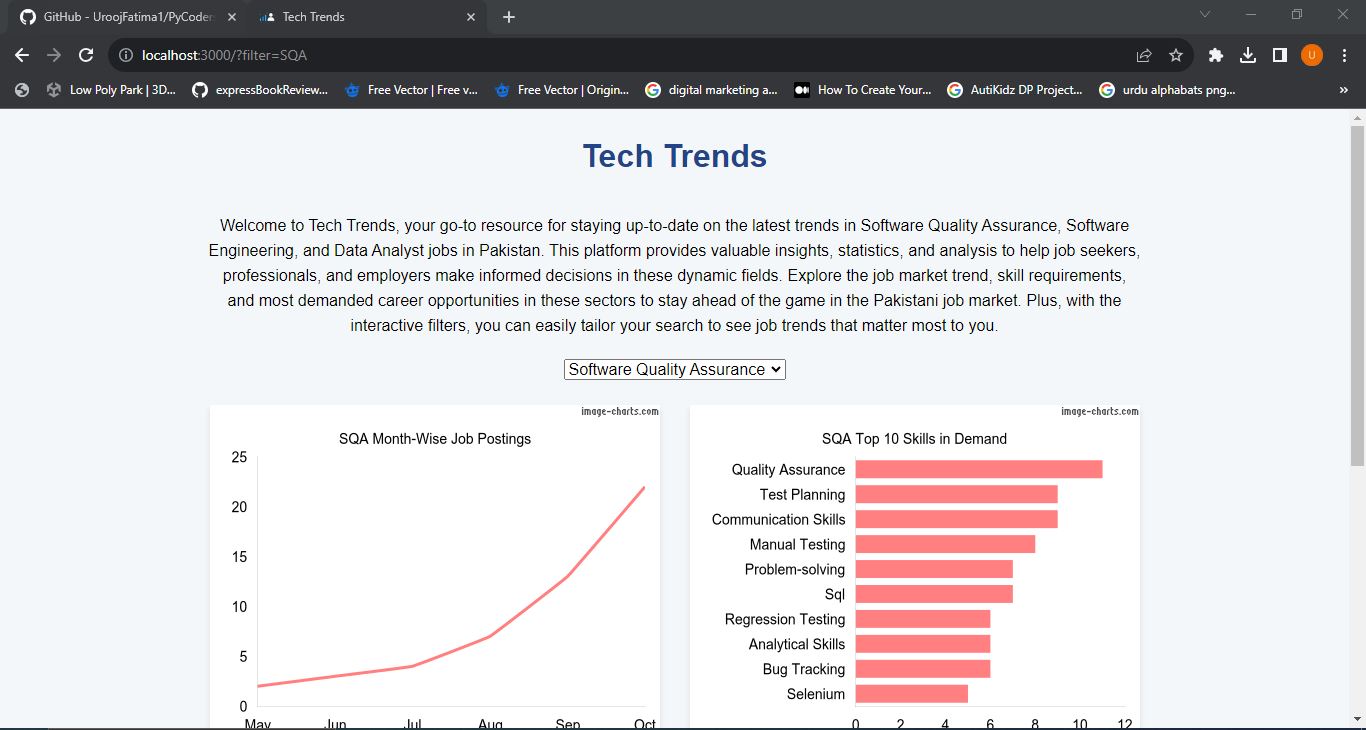 GitHub - UroojFatima1/PyCoder
Tech Trends
localhost:3000/?filter=SQA
U
Low Poly Park | 3D...
expressBookReview...
Free Vector | Free v...
Free Vector | Origin...
digital marketing a...
How To Create Your...
AutiKidz DP Project...
urdu alphabats png...
»
Tech Trends
Welcome to Tech Trends, your go-to resource for staying up-to-date on the latest trends in Software Quality Assurance, Software
Engineering, and Data Analyst jobs in Pakistan. This platform provides valuable insights, statistics, and analysis to help job seekers,
professionals, and employers make informed decisions in these dynamic fields. Explore the job market trend, skill requirements,
and most demanded career opportunities in these sectors to stay ahead of the game in the Pakistani job market. Plus, with the
interactive filters, you can easily tailor your search to see job trends that matter most to you.
Software Quality Assurance
image-charts.com
SQA Month-Wise Job Postings
25
20
15
10
5
0
May Jun Jul Aug Sep Oct
image-charts.com
SQA Top 10 Skills in Demand
Quality Assurance
Test Planning
Communication Skills
Manual Testing
Problem-solving
Sql
Regression Testing
Analytical Skills
Bug Tracking
Selenium
0 2 4 6 8 10 12